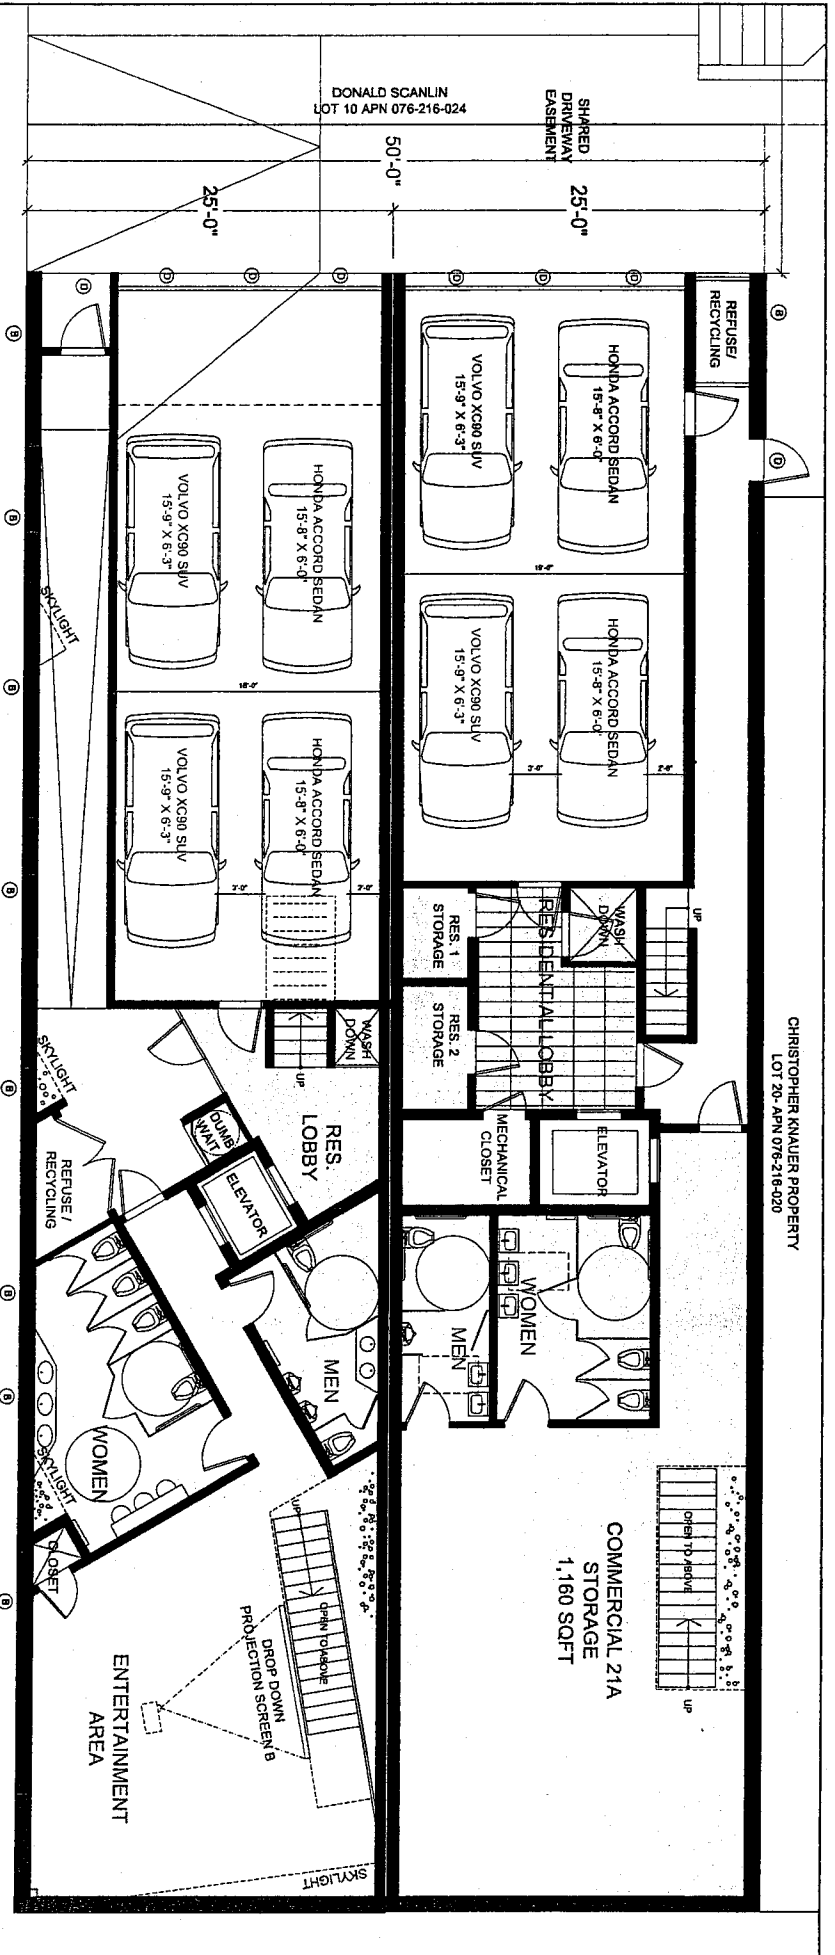 DONALD SCANLIN
LOT 10 APN 076-216-024
SHARED
DRIVEWAY
EASEMENT
50'-0"
25'-0"
25'-0"
D
D
D
D
D
D
D
B
REFUSE/
RECYCLING
D
B
B
B
B
B
B
B
B
VOLVO XC90 SUV
15'-9" X 6'-3"
HONDA ACCORD SEDAN
15'-8" X 6'-0"
VOLVO XC90 SUV
15'-9" X 6'-3"
HONDA ACCORD SEDAN
15'-8" X 6'-0"
VOLVO XC90 SUV
15'-9" X 6'-3"
HONDA ACCORD SEDAN
15'-8" X 6'-0"
VOLVO XC90 SUV
15'-9" X 6'-3"
HONDA ACCORD SEDAN
15'-8" X 6'-0"
3'-0"
SKYLIGHT
UP
RES. 1
STORAGE
RES. 2
STORAGE
RESIDENTIAL LOBBY
WASH
DOWN
WASH
DOWN
UP
CHRISTOPHER KNAUER PROPERTY
LOT 20- APN 076-216-020
SKYLIGHT
REFUSE /
RECYCLING
DUMB
WAIT
RES.
LOBBY
ELEVATOR
MECHANICAL
CLOSET
ELEVATOR
MEN
WOMEN
MEN
WOMEN
SKYLIGHT
CLOSET
UP
OPEN TO ABOVE
DROP DOWN
PROJECTION SCREEN B
COMMERCIAL 21A
STORAGE
1,160 SQFT
OPEN TO ABOVE
UP
ENTERTAINMENT
AREA
SKYLIGHT